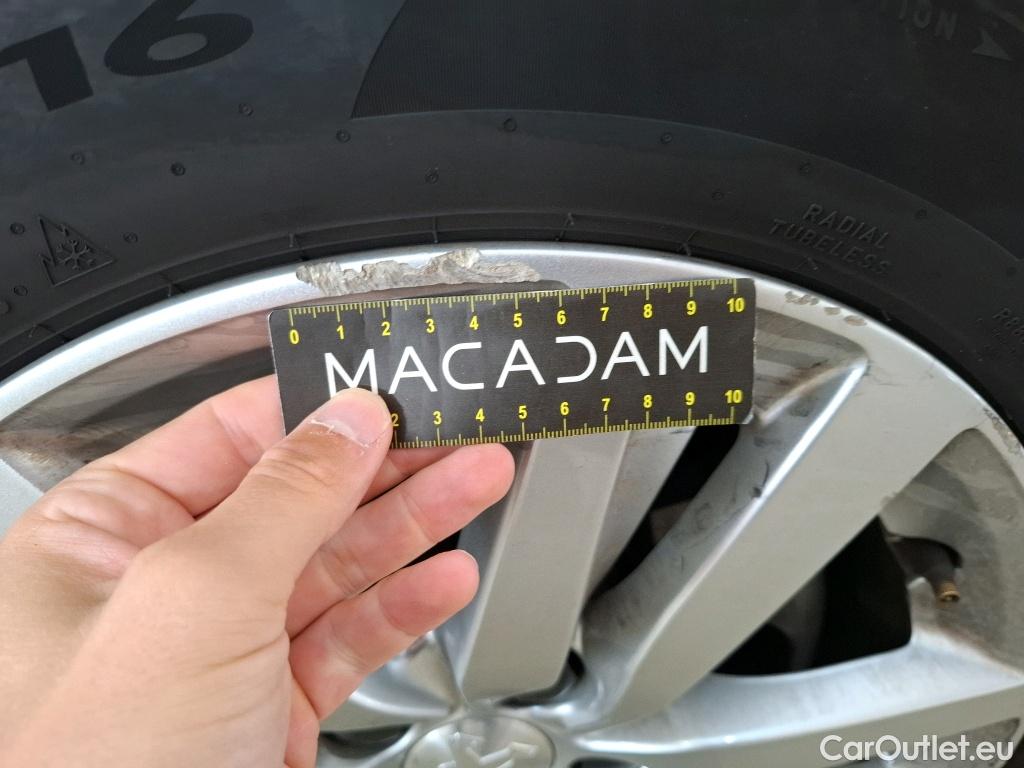 16
TION
RADIAL
TUBELESS
0 1 2 3 4 5 6 7 8 9 10
MACADAM
2 3 4 5 6 7 8 9 10
CarOutlet.eu